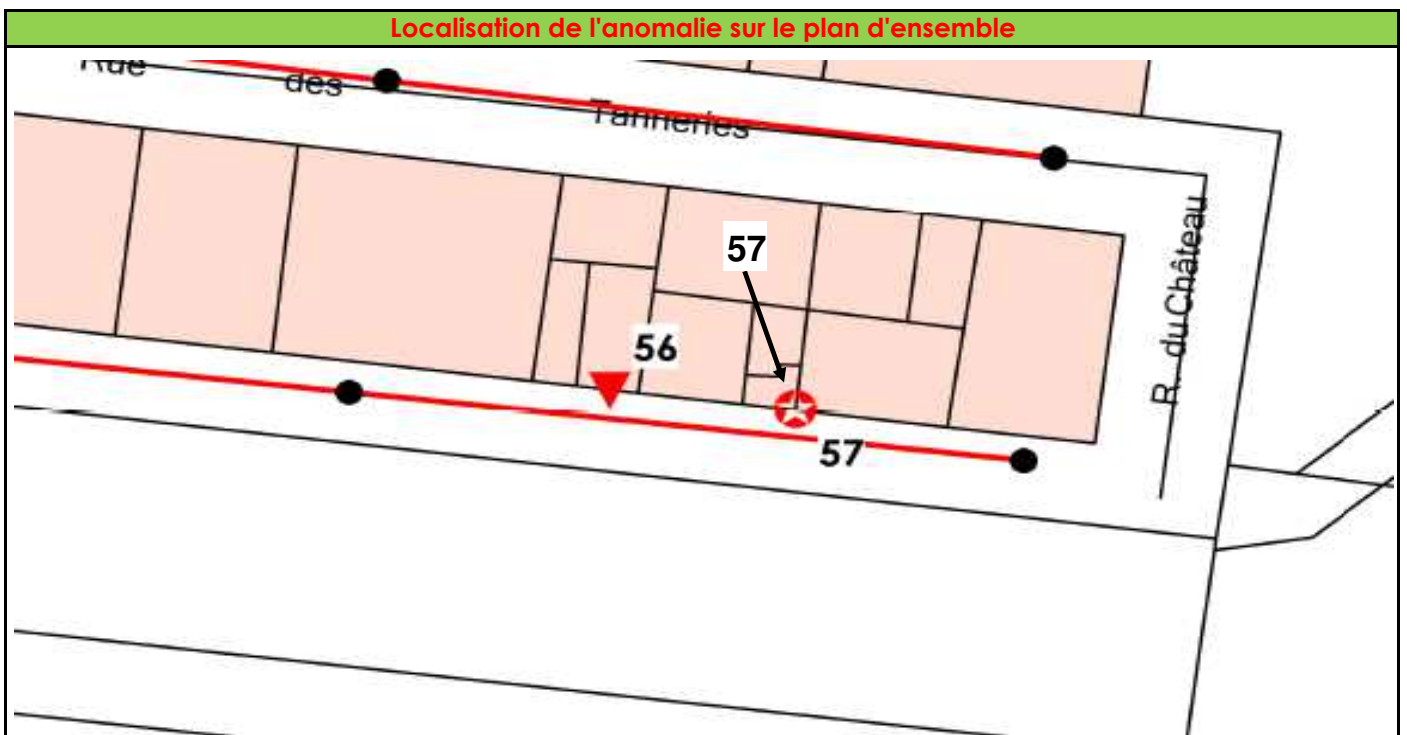 Localisation de l'anomalie sur le plan d'ensemble
Rue des Tanneries
R. du Château
57
56
57